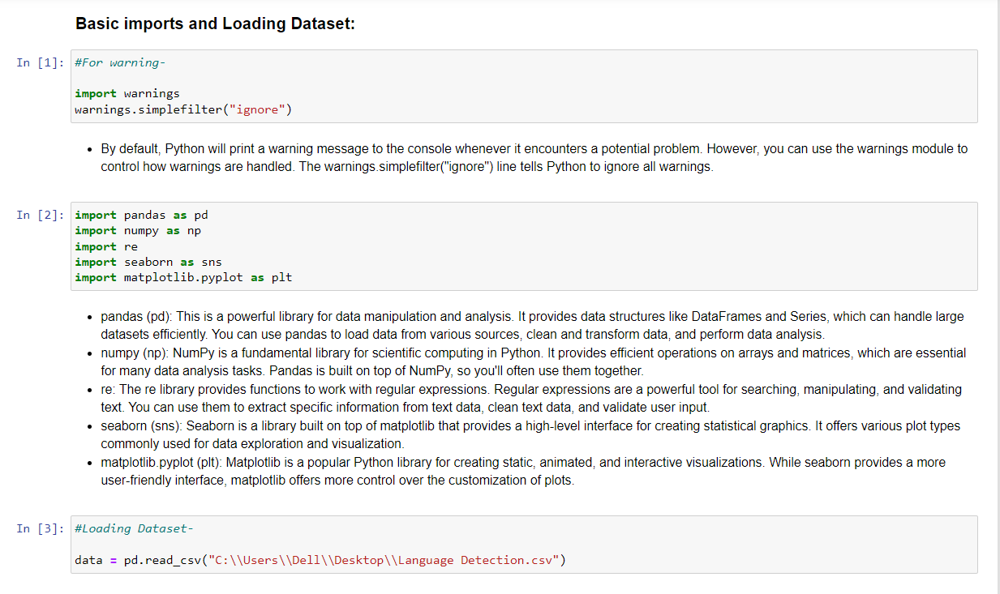 Basic imports and Loading Dataset:
In [1]:
#For warning-
import warnings
warnings.simplefilter("ignore")
• By default, Python will print a warning message to the console whenever it encounters a potential problem. However, you can use the warnings module to
control how warnings are handled. The warnings.simplefilter("ignore") line tells Python to ignore all warnings.
In [2]:
import pandas as pd
import numpy as np
import re
import seaborn as sns
import matplotlib.pyplot as plt
• pandas (pd): This is a powerful library for data manipulation and analysis. It provides data structures like DataFrames and Series, which can handle large
datasets efficiently. You can use pandas to load data from various sources, clean and transform data, and perform data analysis.
• numpy (np): NumPy is a fundamental library for scientific computing in Python. It provides efficient operations on arrays and matrices, which are essential
for many data analysis tasks. Pandas is built on top of NumPy, so you'll often use them together.
• re: The re library provides functions to work with regular expressions. Regular expressions are a powerful tool for searching, manipulating, and validating
text. You can use them to extract specific information from text data, clean text data, and validate user input.
• seaborn (sns): Seaborn is a library built on top of matplotlib that provides a high-level interface for creating statistical graphics. It offers various plot types
commonly used for data exploration and visualization.
• matplotlib.pyplot (plt): Matplotlib is a popular Python library for creating static, animated, and interactive visualizations. While seaborn provides a more
user-friendly interface, matplotlib offers more control over the customization of plots.
In [3]:
#Loading Dataset-
data = pd.read_csv("C:\\Users\\Dell\\Desktop\\Language Detection.csv")